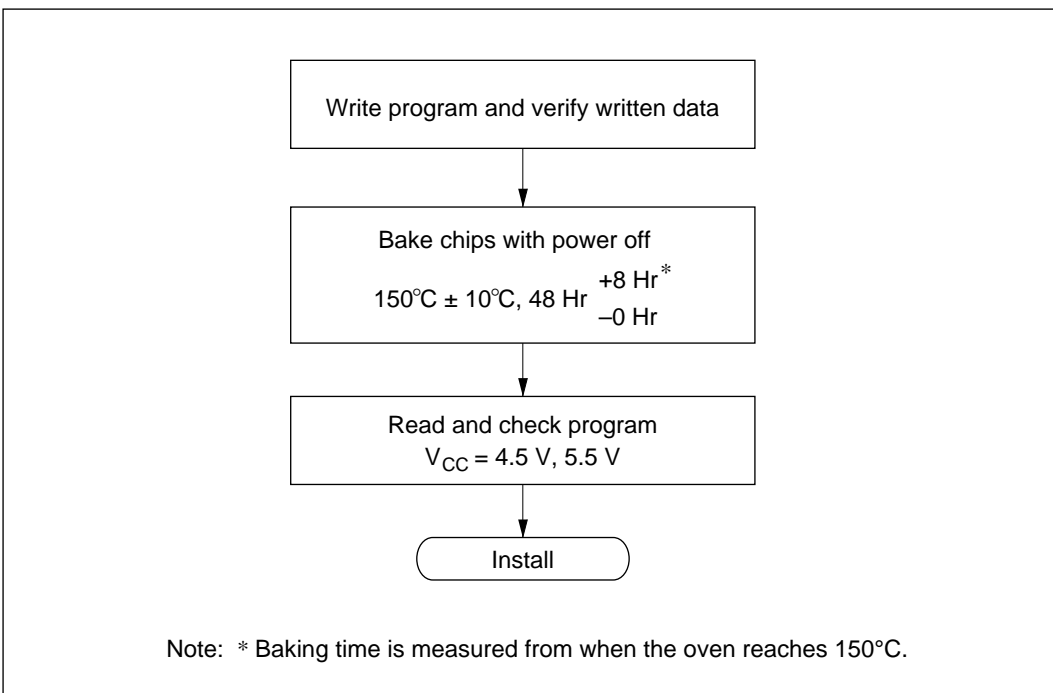 Write program and verify written data
Bake chips with power off
150°C ± 10°C, 48 Hr +8 Hr*
–0 Hr
Read and check program
VCC = 4.5 V, 5.5 V
Install
Note: * Baking time is measured from when the oven reaches 150°C.